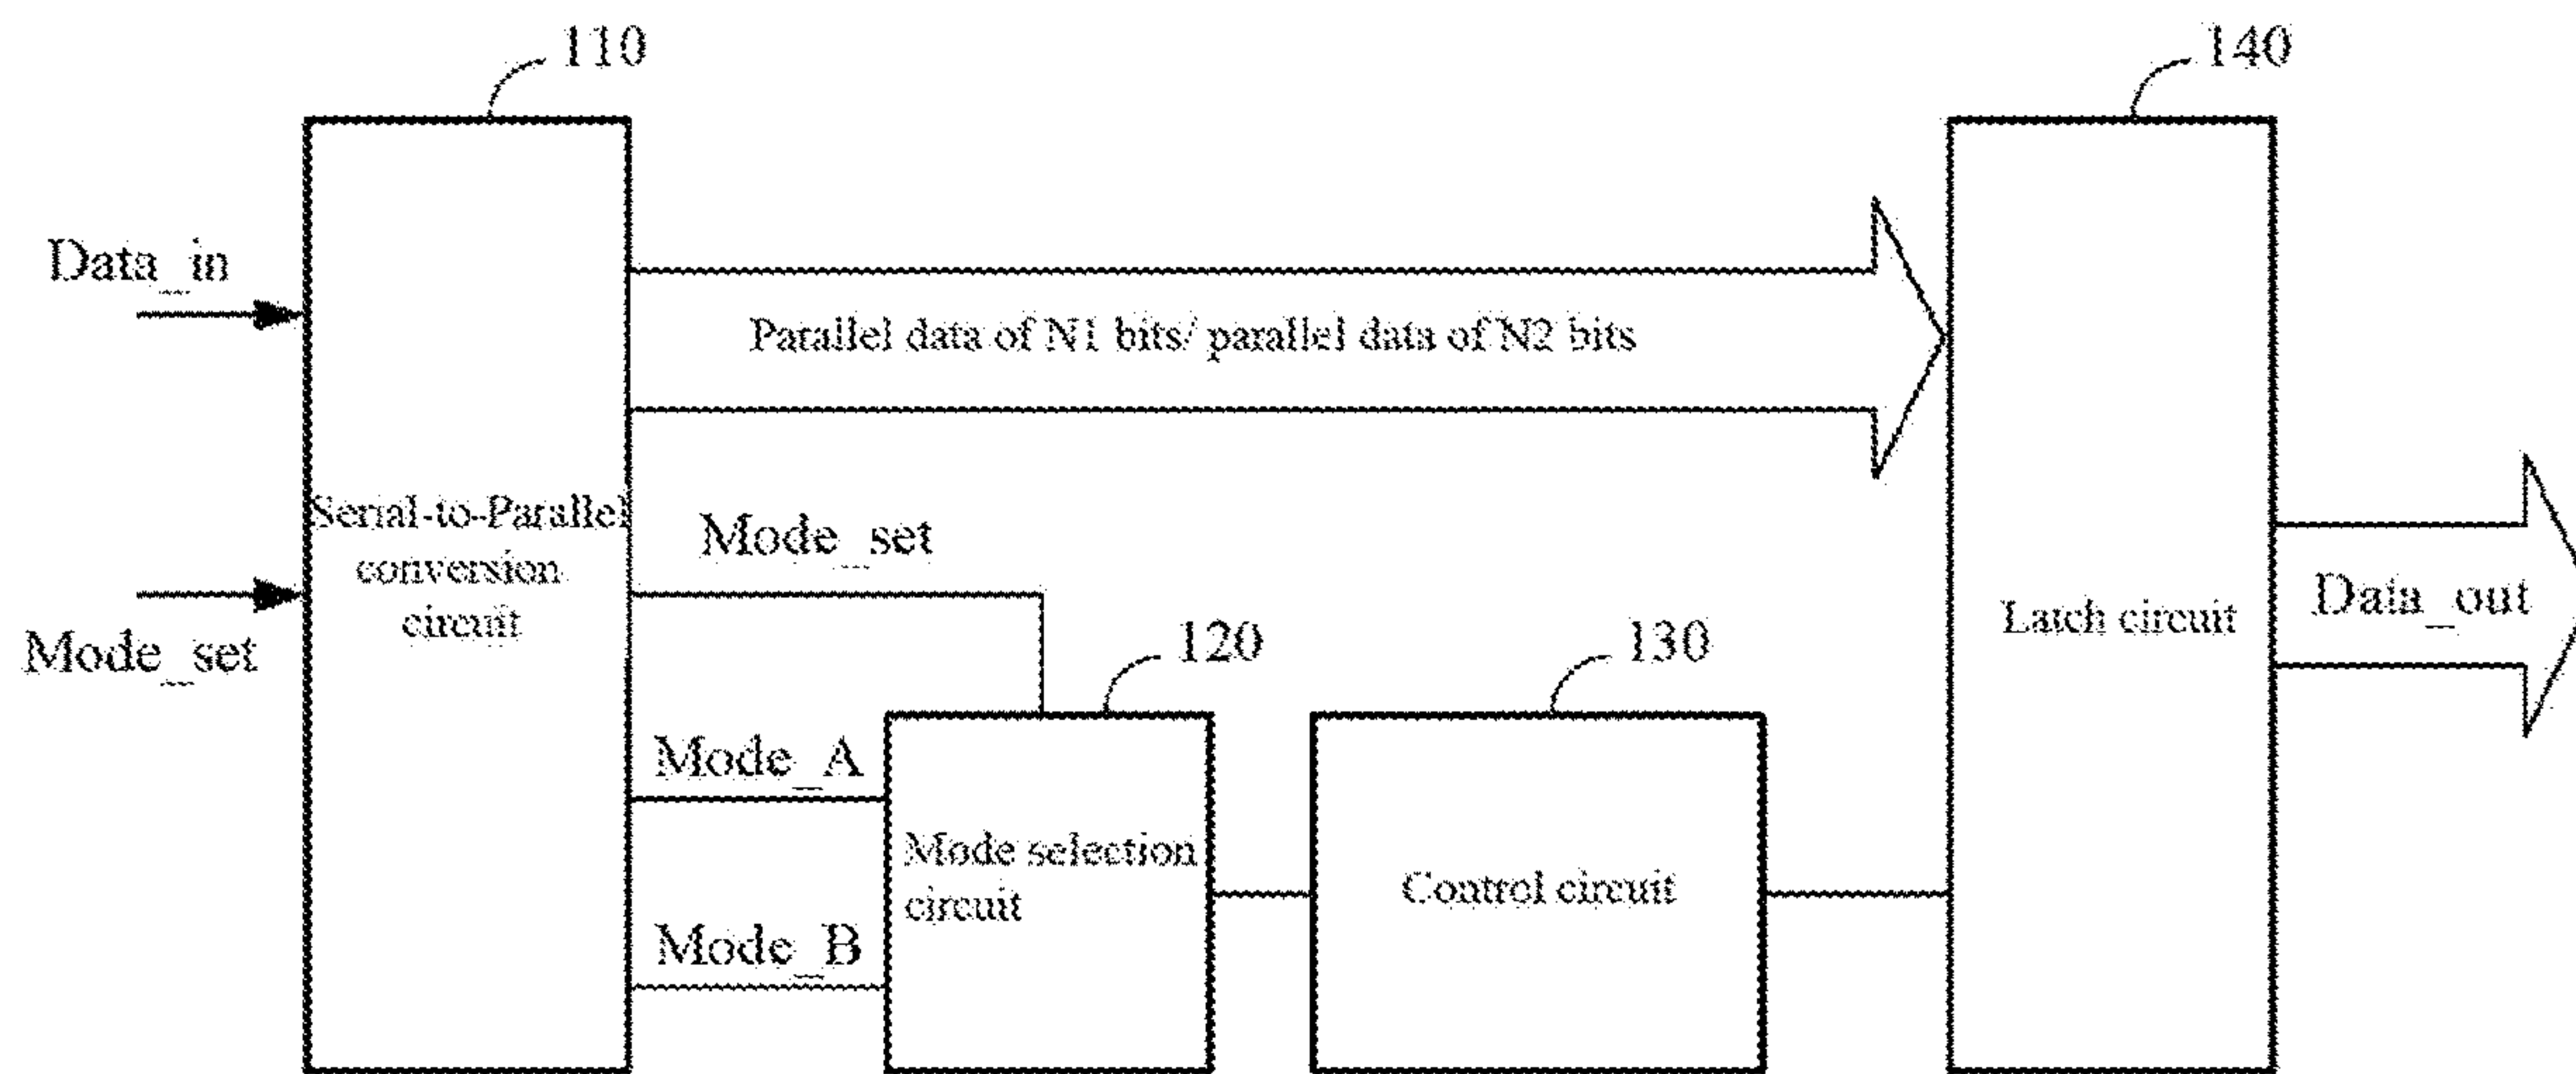 110
140
Data_in
Parallel data of N1 bits/ parallel data of N2 bits
Serial-to-Parallel
conversion
circuit
Mode_set
Mode_set
120
130
Latch circuit
Data_out
Mode_A
Mode selection
circuit
Control circuit
Mode_B